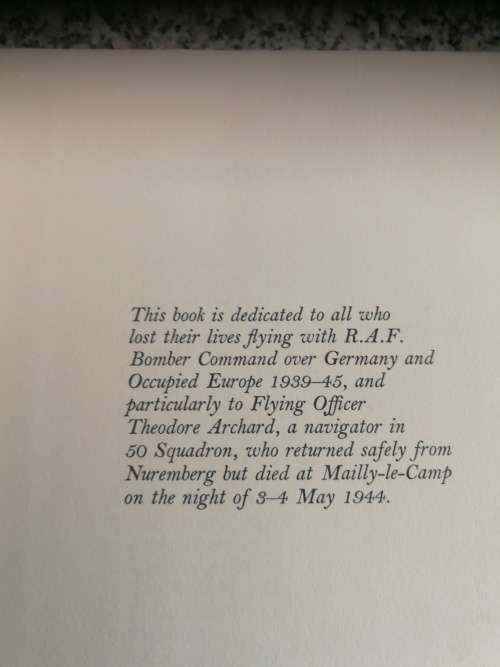 This book is dedicated to all who
lost their lives flying with R.A.F.
Bomber Command over Germany and
Occupied Europe 1939–45, and
particularly to Flying Officer
Theodore Archard, a navigator in
50 Squadron, who returned safely from
Nuremberg but died at Mailly-le-Camp
on the night of 3–4 May 1944.